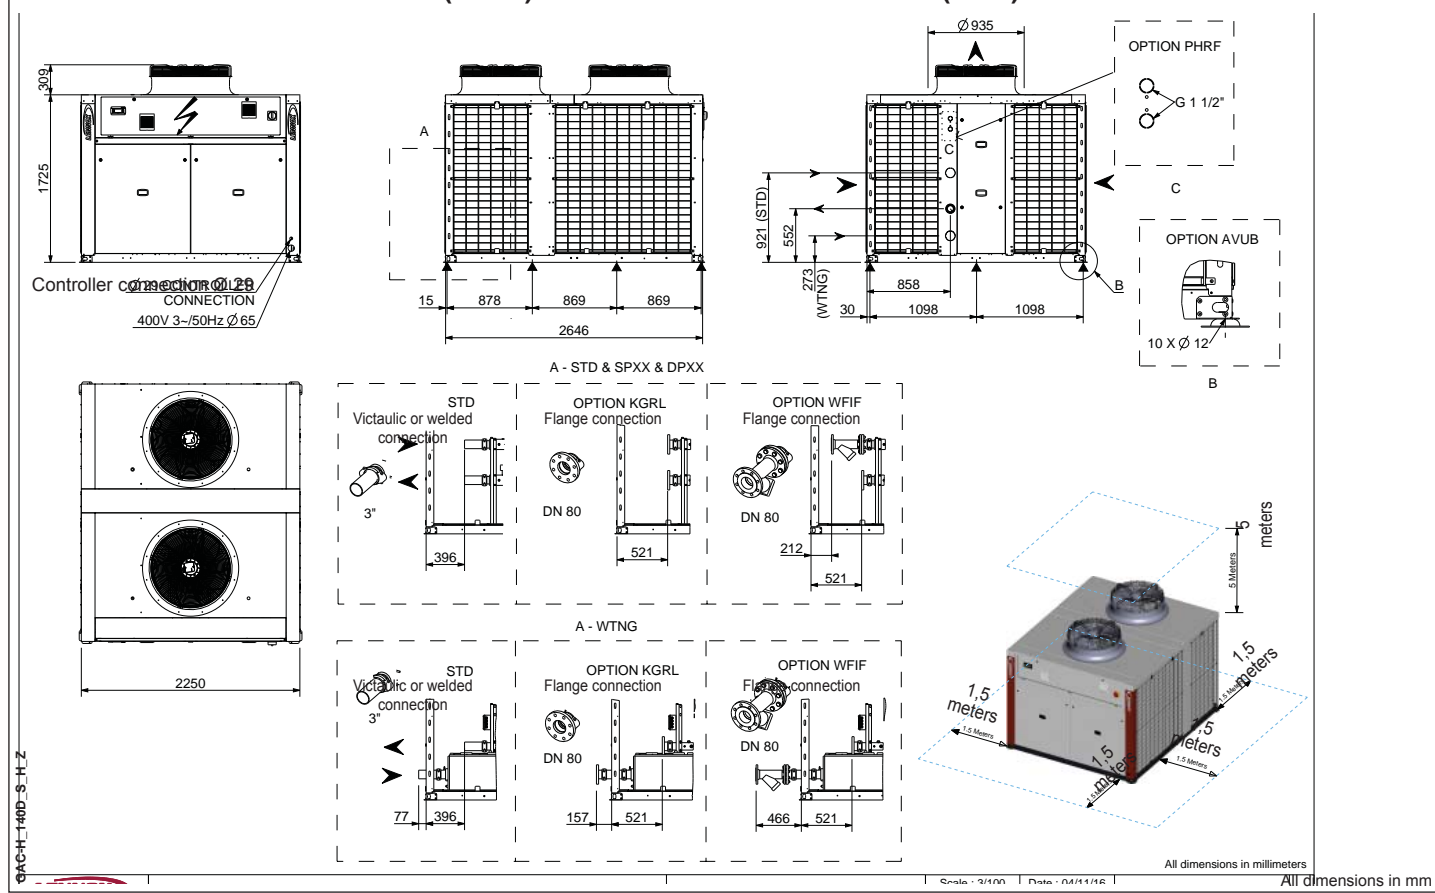 Ø 935
OPTION PHRF
G 1 1/2"
C
309
1725
A
C
921 (STD)
552
273
(WTNG)
OPTION AVUB
10 X Ø 12
B
B
Controller connection Ø 29
CONNECTION
400V 3~/50Hz Ø 65
15
878
869
869
2646
858
30
1098
1098
A - STD & SPXX & DPXX
STD
Victaulic or welded
connection
3"
396
OPTION KGRL
Flange connection
DN 80
521
OPTION WFIF
Flange connection
DN 80
212
521
2250
A - WTNG
STD
Victaulic or welded
connection
3"
77
396
OPTION KGRL
Flange connection
DN 80
157
521
OPTION WFIF
Flange connection
DN 80
466
521
5
meters
5 Meters
1,5
meters
1.5 Meters
1,5
meters
1.5 Meters
1,5
meters
1.5 Meters
,5
meters
1.5 Meters
GAC-H_140D_S_H_Z
All dimensions in millimeters
All dimensions in mm
Scale : 3/100
Date : 04/11/16